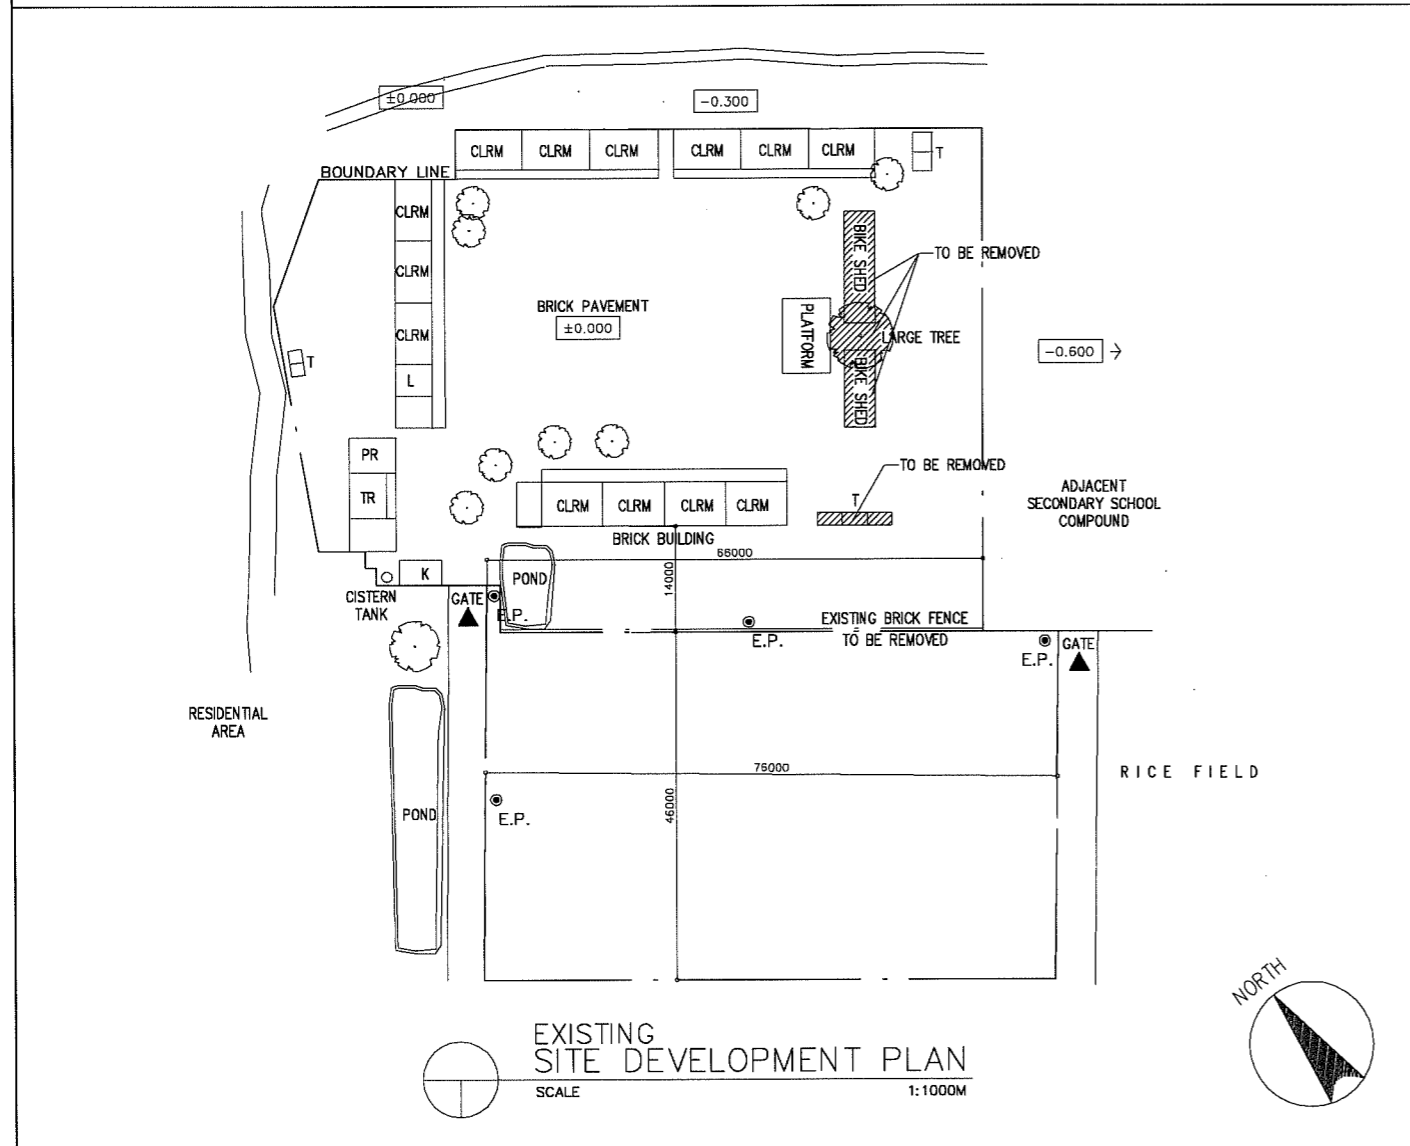 ±0.000
-0.300
CLRM CLRM CLRM CLRM CLRM CLRM
T
BOUNDARY LINE
CLRM
CLRM
CLRM
L
T
BIKE SHED
TO BE REMOVED
BRICK PAVEMENT
±0.000
PLATFORM
LARGE TREE
BIKE SHED
-0.600
PR
TR
TO BE REMOVED
T
CLRM CLRM CLRM CLRM
BRICK BUILDING
ADJACENT
SECONDARY SCHOOL
COMPOUND
66000
14000
POND
K
CISTERN
TANK
GATE
E.P.
EXISTING BRICK FENCE
TO BE REMOVED
E.P.
E.P.
GATE
RESIDENTIAL
AREA
76000
46000
RICE FIELD
POND
E.P.
NORTH
EXISTING
SITE DEVELOPMENT PLAN
SCALE 1:1000M